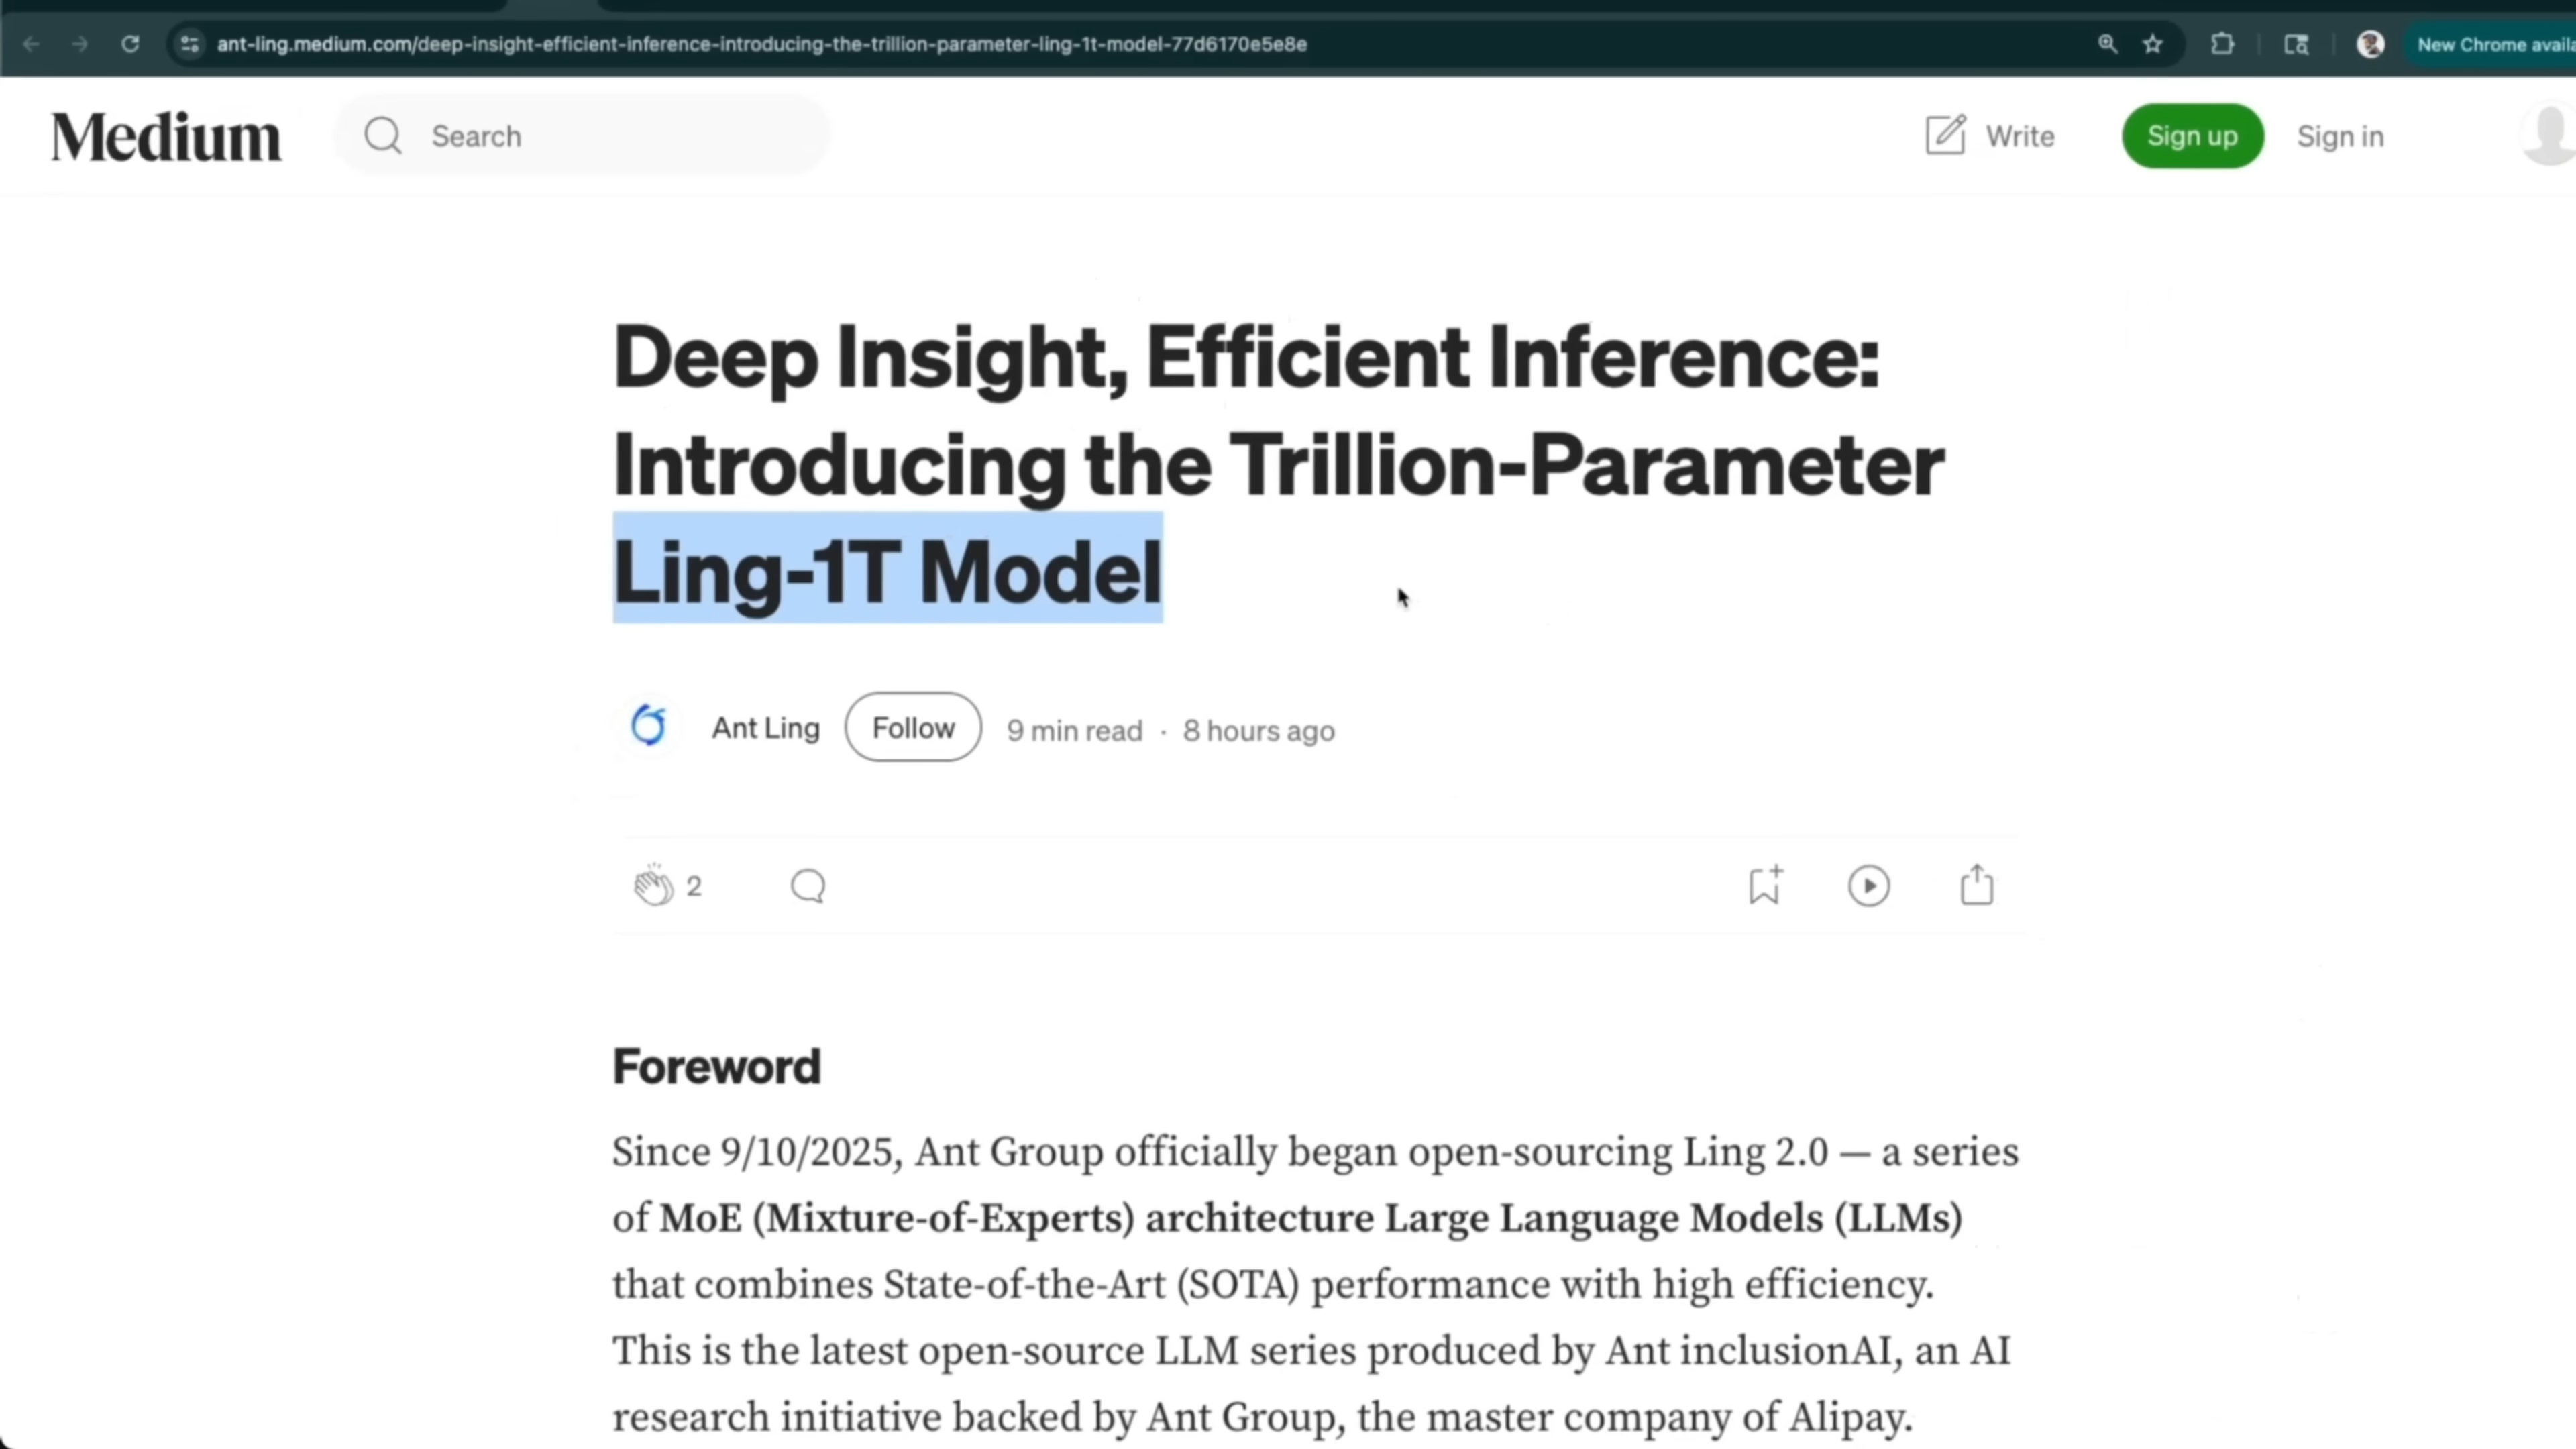 ant-ling.medium.com/deep-insight-efficient-inference-introducing-the-trillion-parameter-ling-1t-model-77d6170e5e8e
New Chrome availa
Medium
Search
Write
Sign up
Sign in
Deep Insight, Efficient Inference:
Introducing the Trillion-Parameter
Ling-1T Model
Ant Ling
Follow
9 min read · 8 hours ago
2
Foreword
Since 9/10/2025, Ant Group officially began open-sourcing Ling 2.0 — a series
of MoE (Mixture-of-Experts) architecture Large Language Models (LLMs)
that combines State-of-the-Art (SOTA) performance with high efficiency.
This is the latest open-source LLM series produced by Ant inclusionAI, an AI
research initiative backed by Ant Group, the master company of Alipay.